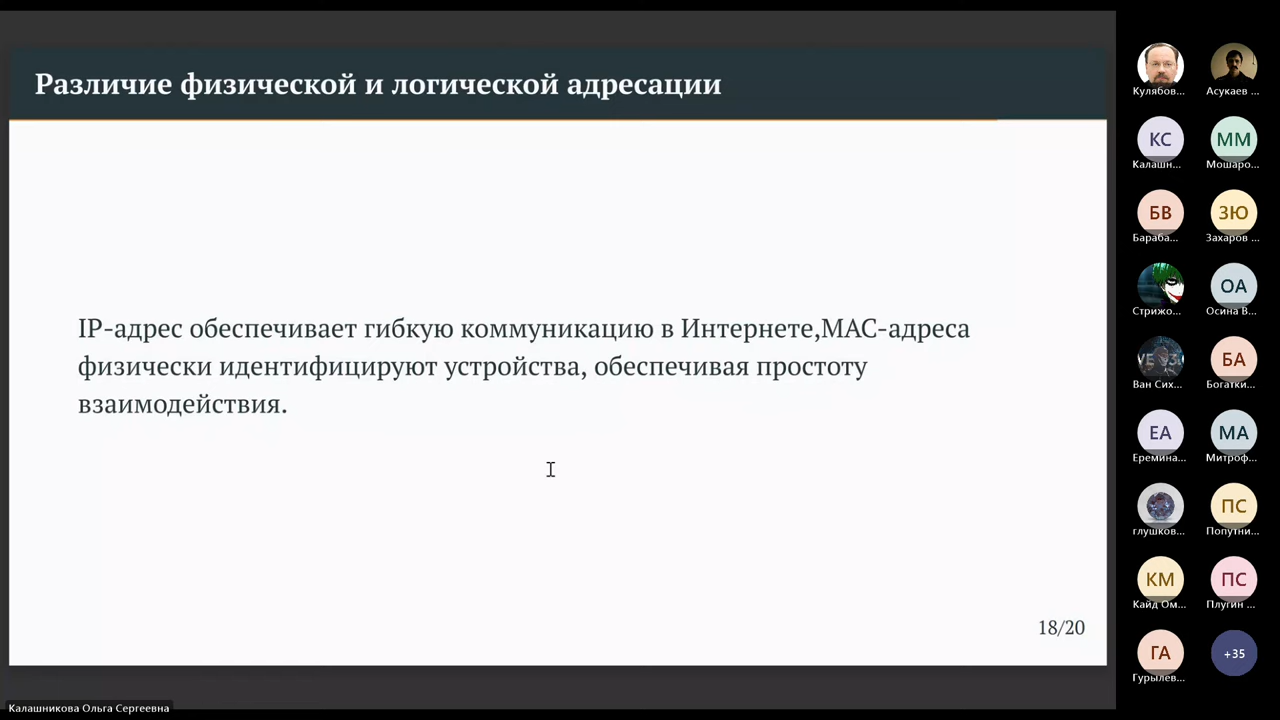 Различие физической и логической адресации
IP-адрес обеспечивает гибкую коммуникацию в Интернете,MAC-адреса
физически идентифицируют устройства, обеспечивая простоту
взаимодействия.
18/20
Калашникова Ольга Сергеевна
Кулябов...
Асукаев ...
КС
Калашн...
ММ
Мошаро...
БВ
Бараба...
ЗЮ
Захаров ...
Стрижо...
ОА
Осина В...
Ван Сих...
БА
Богатки...
ЕА
Еремина...
МА
Митроф...
глушков...
ПС
Попутни...
КМ
Кайд Ом...
ПС
Плугин ...
ГА
Гурылев...
+35